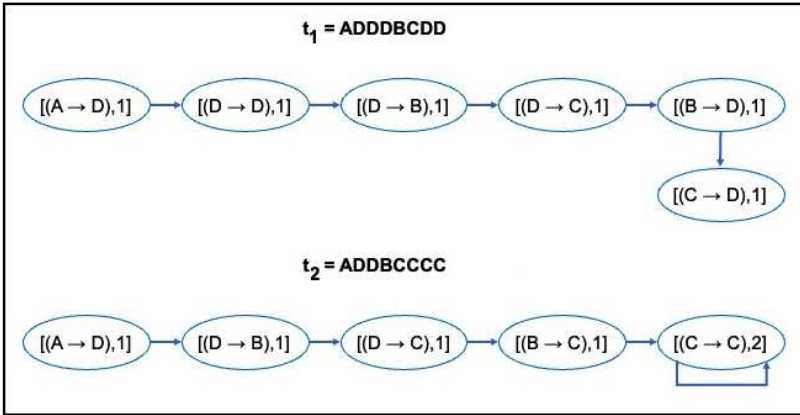 t1 = ADDDBCDD
[(A → D),1] [(D → D),1] [(D → B),1] [(D → C),1] [(B → D),1]
[(C → D),1]
t2 = ADDBCCCC
[(A → D),1] [(D → B),1] [(D → C),1] [(B → C),1] [(C → C),2]